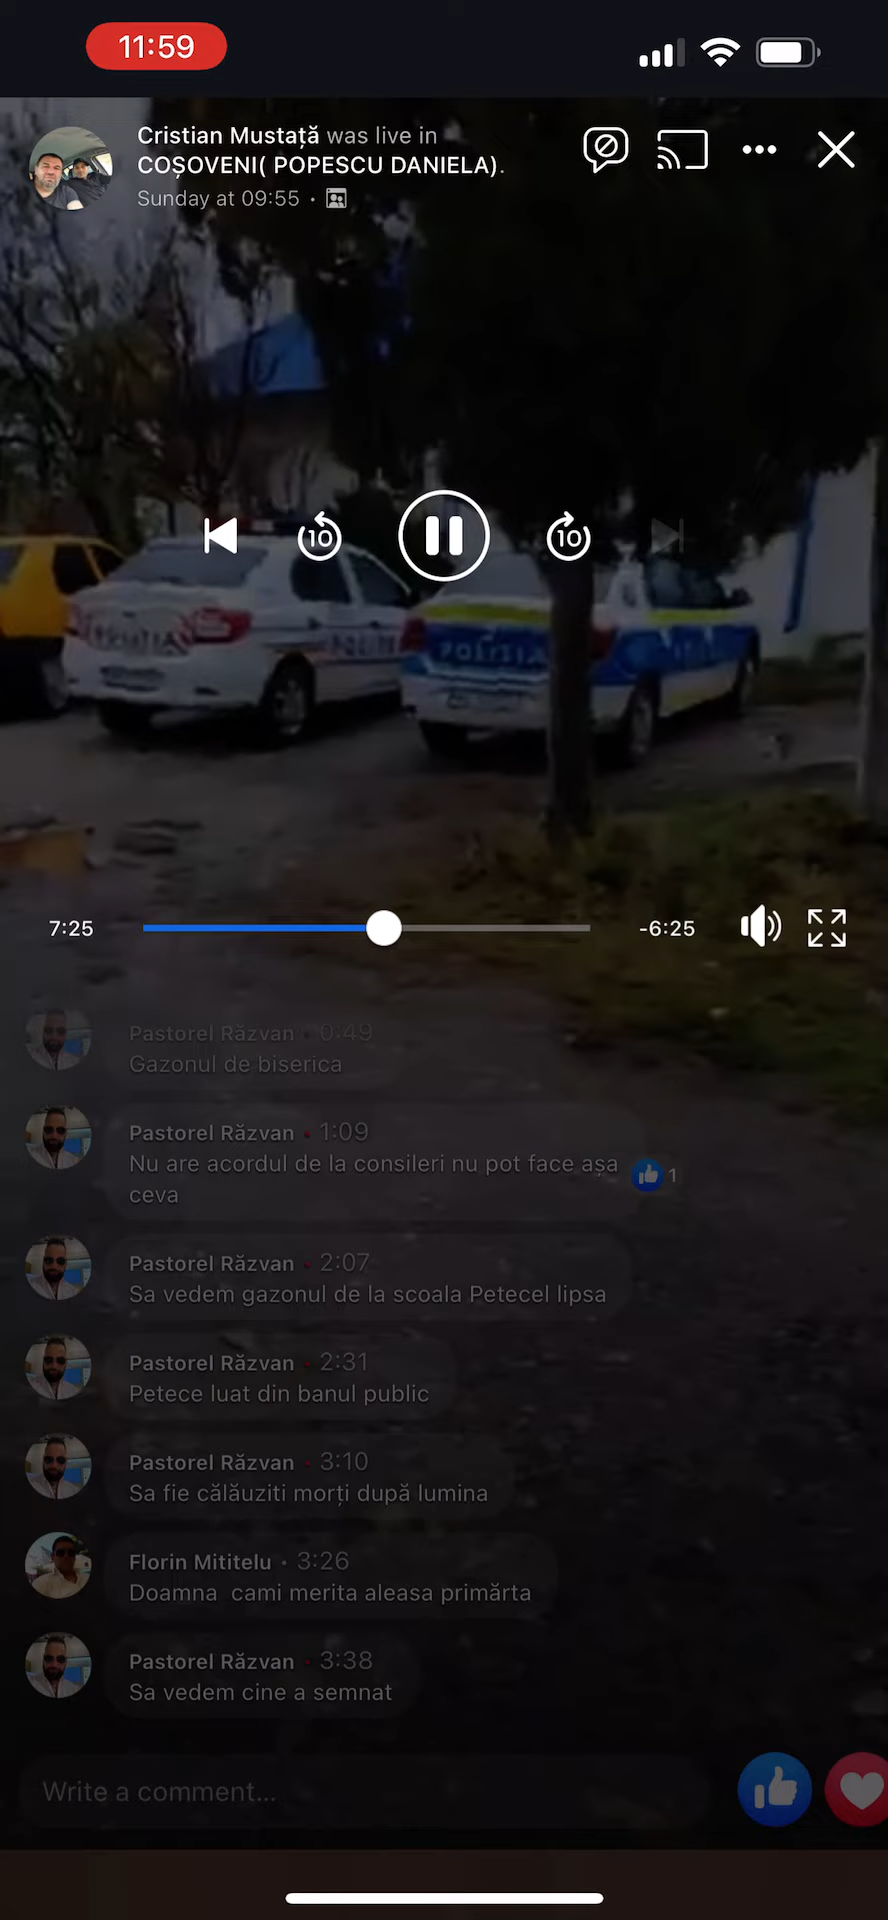 11:59
Cristian Mustață was live in
COȘOVENI( POPESCU DANIELA).
Sunday at 09:55 ·
10
10
POLIȚIA
7:25
-6:25
Pastorel Răzvan • 0:49
Gazonul de biserica
Pastorel Răzvan • 1:09
Nu are acordul de la consileri nu pot face așa
ceva
1
Pastorel Răzvan • 2:07
Sa vedem gazonul de la scoala Petecel lipsa
Pastorel Răzvan • 2:31
Petece luat din banul public
Pastorel Răzvan • 3:10
Sa fie călăuziti morți după lumina
Florin Mititelu • 3:26
Doamna  cami merita aleasa primărta
Pastorel Răzvan • 3:38
Sa vedem cine a semnat
Write a comment...